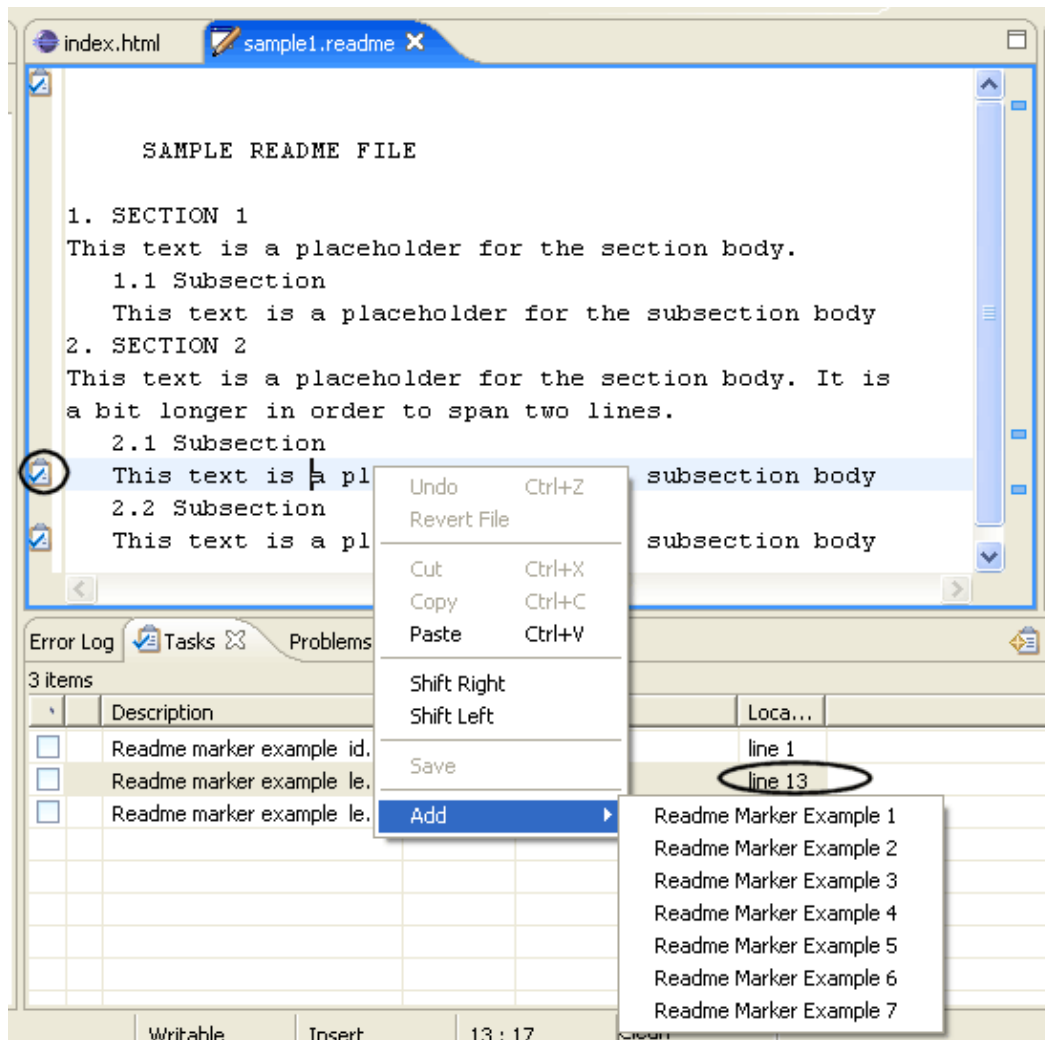 index.html
sample1.readme
SAMPLE README FILE
1. SECTION 1
This text is a placeholder for the section body.
1.1 Subsection
This text is a placeholder for the subsection body
2. SECTION 2
This text is a placeholder for the section body. It is
a bit longer in order to span two lines.
2.1 Subsection
This text is a pl subsection body
2.2 Subsection
This text is a pl subsection body
Undo Ctrl+Z
Revert File
Cut Ctrl+X
Copy Ctrl+C
Paste Ctrl+V
Shift Right
Shift Left
Save
Add
Readme Marker Example 1
Readme Marker Example 2
Readme Marker Example 3
Readme Marker Example 4
Readme Marker Example 5
Readme Marker Example 6
Readme Marker Example 7
Error Log Tasks Problems
3 items
Description Loca...
Readme marker example id. line 1
Readme marker example le. line 13
Readme marker example le.
Writable Insert 13 : 17 Clean